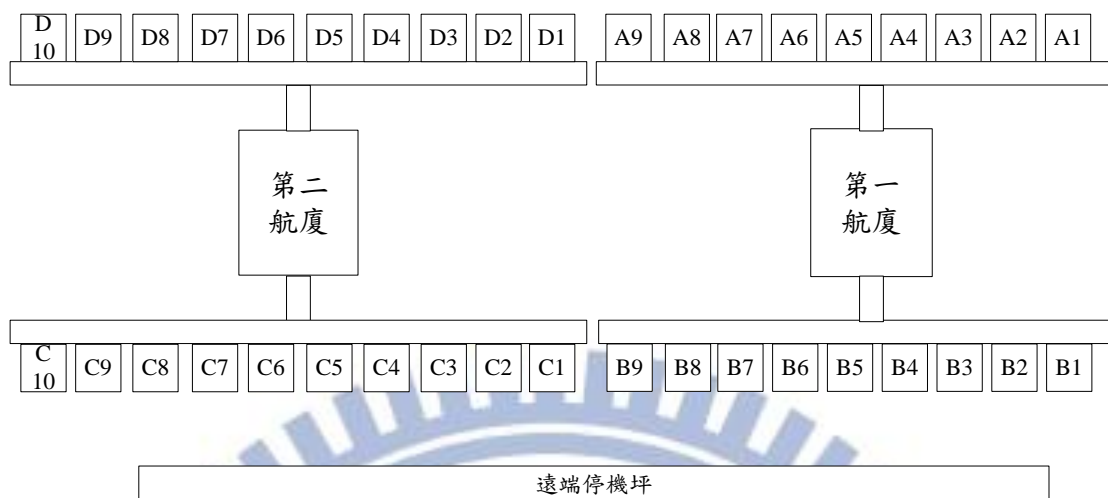 D 10 D9 D8 D7 D6 D5 D4 D3 D2 D1 A9 A8 A7 A6 A5 A4 A3 A2 A1
第二
航廈
第一
航廈
C 10 C9 C8 C7 C6 C5 C4 C3 C2 C1 B9 B8 B7 B6 B5 B4 B3 B2 B1
遠端停機坪